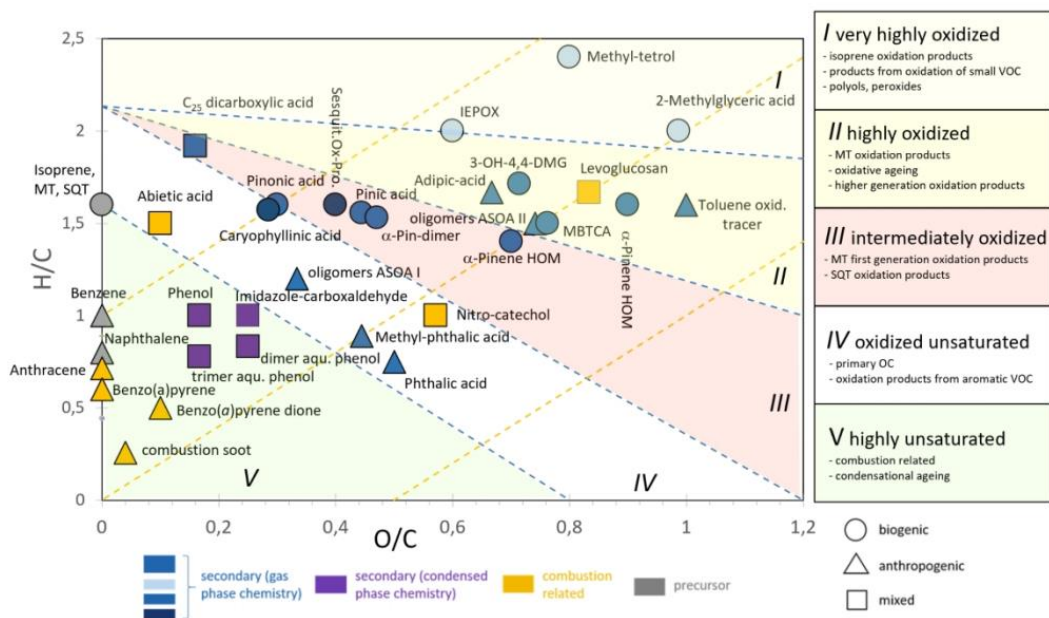 2,5
2
1,5
1
0,5
0
H/C
0
0,2
0,4
0,6
0,8
1
1,2
O/C
Methyl-tetrol
I
C25 dicarboxylic acid
Sesquit.Ox-Pro.
IEPOX
2-Methylglyceric acid
Isoprene,
MT, SQT
Abietic acid
Pinonic acid
Pinic acid
3-OH-4,4-DMG
Adipic-acid
Levoglucosan
Caryophyllinic acid
α-Pin-dimer
oligomers ASOA II
MBTCA
Toluene oxid.
tracer
α-Pinene HOM
α-Pinene HOM
II
oligomers ASOA I
Benzene
Phenol
Imidazole-carboxaldehyde
Nitro-catechol
Naphthalene
Methyl-phthalic acid
dimer aqu. phenol
Anthracene
trimer aqu. phenol
Phthalic acid
Benzo(a)pyrene
Benzo(a)pyrene dione
III
combustion soot
V
IV
I very highly oxidized
- isoprene oxidation products
- products from oxidation of small VOC
- polyols, peroxides
II highly oxidized
- MT oxidation products
- oxidative ageing
- higher generation oxidation products
III intermediately oxidized
- MT first generation oxidation products
- SQT oxidation products
IV oxidized unsaturated
- primary OC
- oxidation products from aromatic VOC
V highly unsaturated
- combustion related
- condensational ageing
secondary (gas
phase chemistry)
secondary (condensed
phase chemistry)
combustion
related
precursor
biogenic
anthropogenic
mixed